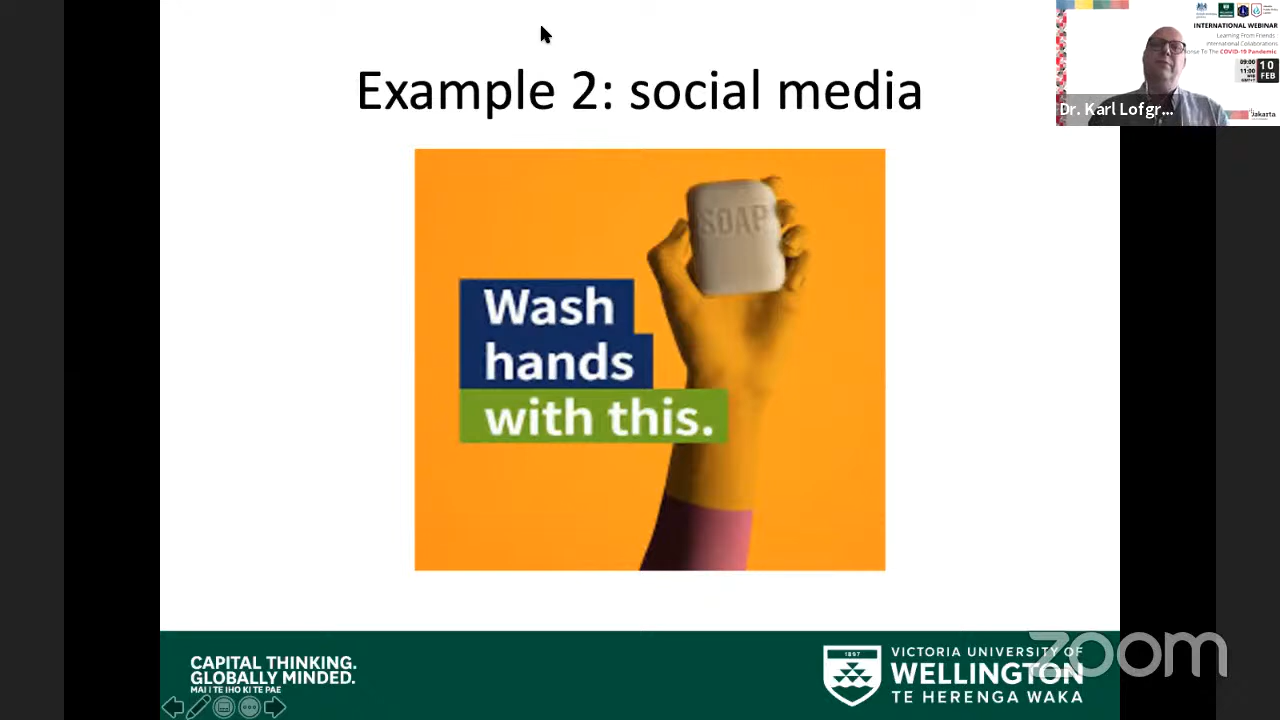 Example 2: social media
SOAP
Wash
hands
with this.
INTERNATIONAL WEBINAR
Learning From Friends
International Collaborations
nse To The COVID-19 Pandemic
09:00
11:00
10
FEB
Dr. Karl Lofgr...
Jakarta
CAPITAL THINKING.
GLOBALLY MINDED.
MAI I TE IHO KI TE PAE
1897
VICTORIA UNIVERSITY OF
WELLINGTON
TE HERENGA WAKA
zoom